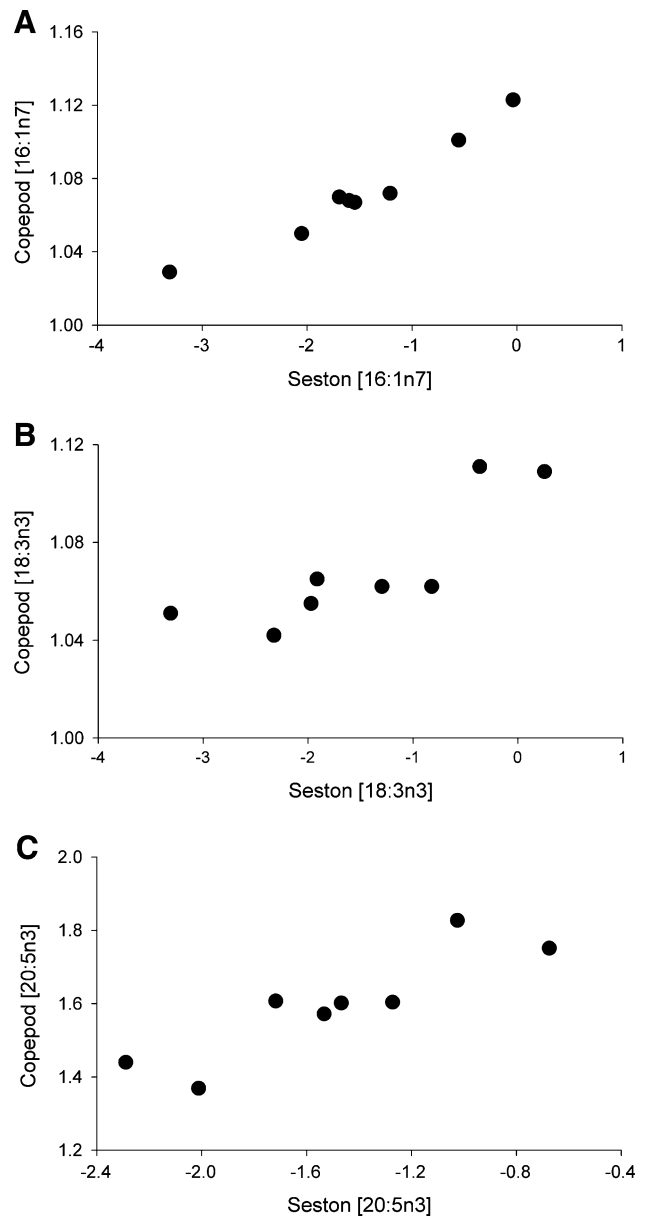 A
1.16
1.12
1.08
1.04
1.00
Copepod [16:1n7]
-4 -3 -2 -1 0 1
Seston [16:1n7]
B
1.12
1.08
1.04
1.00
Copepod [18:3n3]
-4 -3 -2 -1 0 1
Seston [18:3n3]
C
2.0
1.8
1.6
1.4
1.2
Copepod [20:5n3]
-2.4 -2.0 -1.6 -1.2 -0.8 -0.4
Seston [20:5n3]